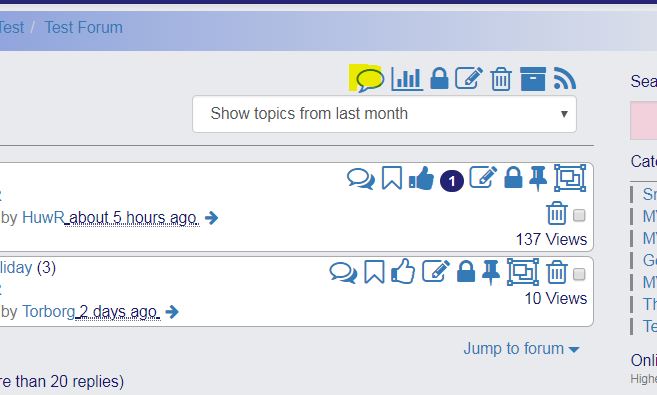 Test / Test Forum
Show topics from last month
1
by HuwR about 5 hours ago
137 Views
liday (3)
by Torborg 2 days ago
10 Views
Jump to forum
re than 20 replies)
Sea
Cate
Sn
M
M
Ge
M
Th
Te
Onli
Highe